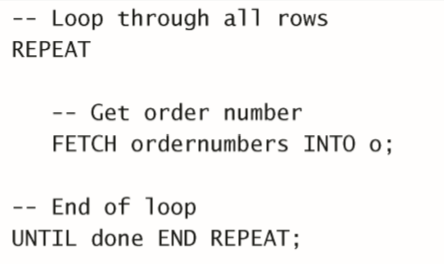 -- Loop through all rows
REPEAT
-- Get order number
FETCH ordernumbers INTO o;
-- End of loop
UNTIL done END REPEAT;